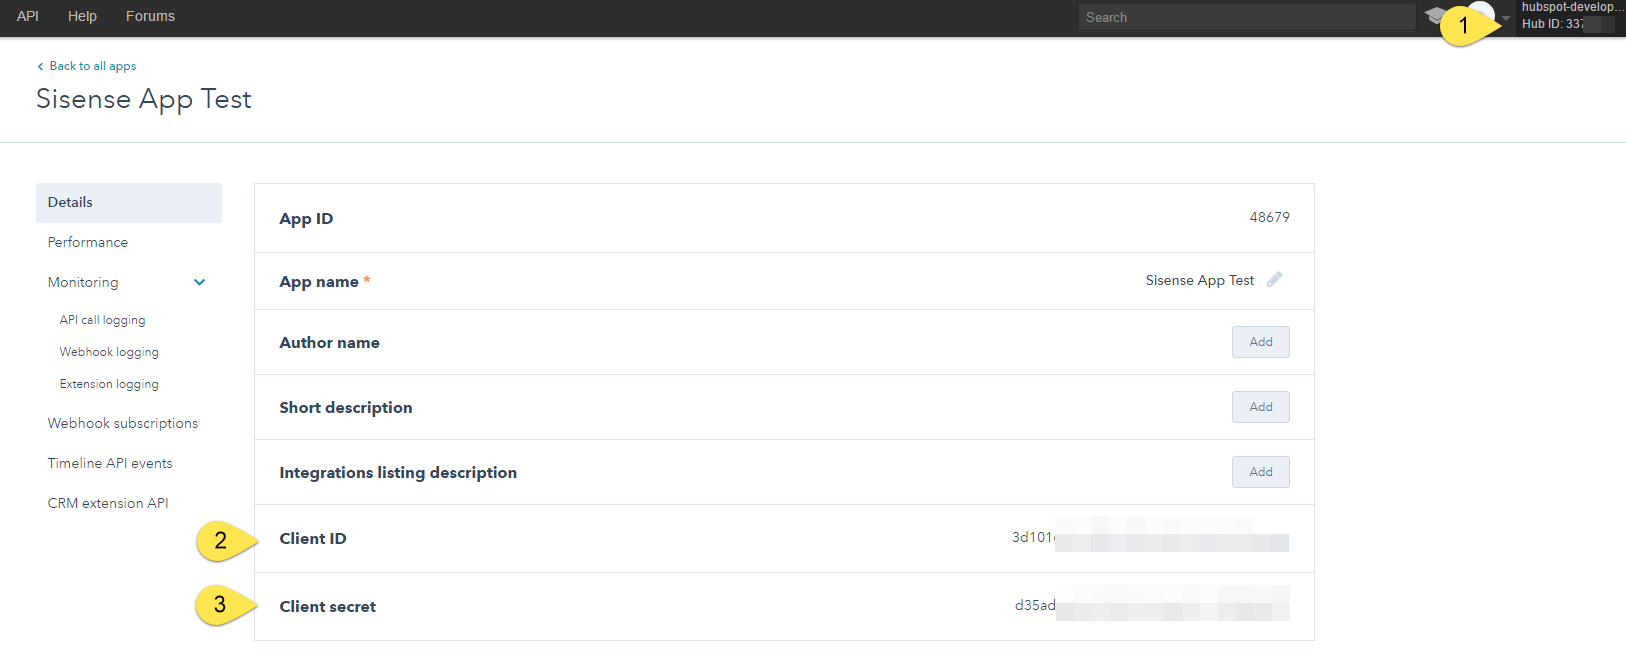 API Help Forums Search hubspot-develop...
1 Hub ID: 337
Back to all apps
Sisense App Test
Details
Performance
Monitoring
API call logging
Webhook logging
Extension logging
Webhook subscriptions
Timeline API events
CRM extension API
App ID 48679
App name * Sisense App Test
Author name Add
Short description Add
Integrations listing description Add
2 Client ID 3d101
3 Client secret d35ad